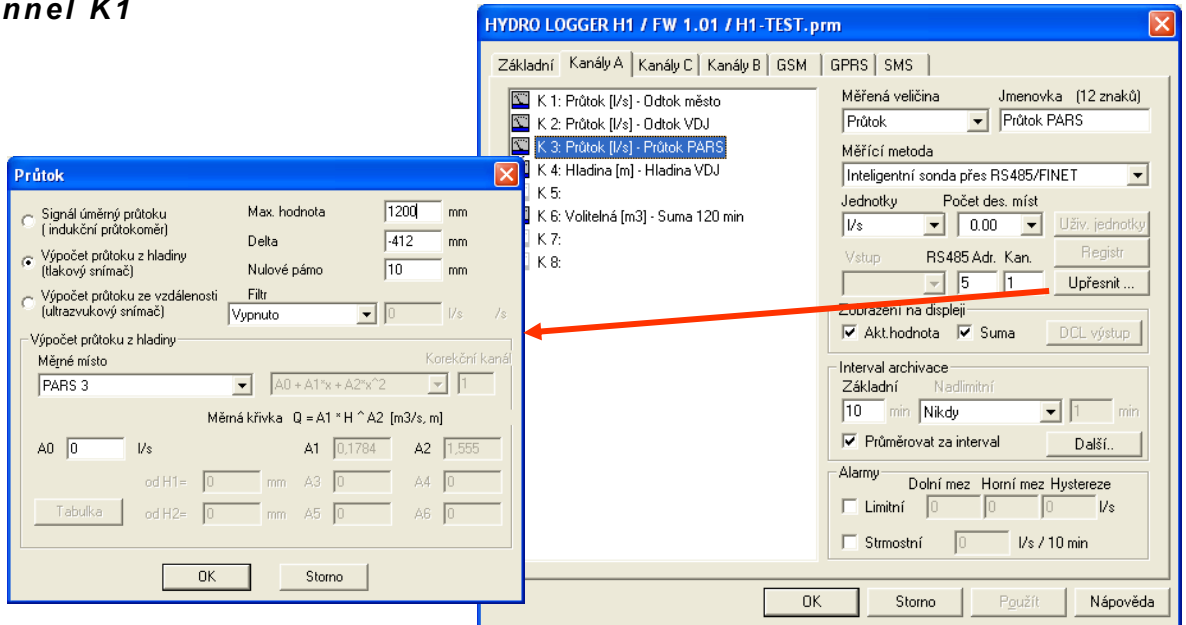 nnel K1
HYDRO LOGGER H1 / FW 1.01 / H1-TEST.prm
Základní Kanály A Kanály C Kanály B GSM GPRS SMS
K 1: Průtok [l/s] - Odtok město
K 2: Průtok [l/s] - Odtok VDJ
K 3: Průtok [l/s] - Průtok PARS
K 4: Hladina [m] - Hladina VDJ
K 5:
K 6: Volitelná [m3] - Suma 120 min
K 7:
K 8:
Měřená veličina Jmenovka (12 znaků)
Průtok Průtok PARS
Měřící metoda
Inteligentní sonda přes RS485/FINET
Jednotky Počet des. míst
l/s 0.00 Uživ. jednotky
Vstup RS485 Adr. Kan. Registr
5 1 Upřesnit ...
Zobrazení na displeji
Akt.hodnota Suma DCL výstup
Interval archivace
Základní Nadlimitní
10 min Nikdy 1 min
Průměrovat za interval Další..
Alarmy
Dolní mez Horní mez Hystereze
Limitní 0 0 0 l/s
Strmostní 0 l/s / 10 min
OK Storno Použít Nápověda
Průtok
Signál úměrný průtoku
( indukční průtokoměr)
Výpočet průtoku z hladiny
(tlakový snímač)
Výpočet průtoku ze vzdálenosti
(ultrazvukový snímač)
Max. hodnota 1200 mm
Delta -412 mm
Nulové pámo 10 mm
Filtr
Vypnuto 0 l/s /s
Výpočet průtoku z hladiny
Měrné místo Korekční kanál
PARS 3 A0 + A1*x + A2*x^2 1
Měrná křivka Q = A1 * H ^ A2 [m3/s, m]
A0 0 l/s A1 0,1784 A2 1,555
od H1= 0 mm A3 0 A4 0
Tabulka od H2= 0 mm A5 0 A6 0
OK Storno